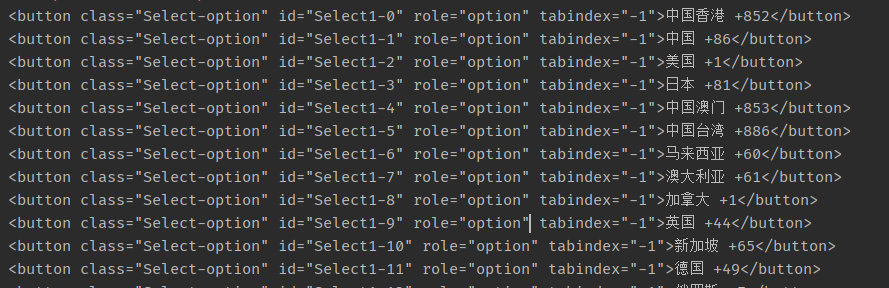 <button class="Select-option" id="Select1-0" role="option" tabindex="-1">中国香港 +852</button>
<button class="Select-option" id="Select1-1" role="option" tabindex="-1">中国 +86</button>
<button class="Select-option" id="Select1-2" role="option" tabindex="-1">美国 +1</button>
<button class="Select-option" id="Select1-3" role="option" tabindex="-1">日本 +81</button>
<button class="Select-option" id="Select1-4" role="option" tabindex="-1">中国澳门 +853</button>
<button class="Select-option" id="Select1-5" role="option" tabindex="-1">中国台湾 +886</button>
<button class="Select-option" id="Select1-6" role="option" tabindex="-1">马来西亚 +60</button>
<button class="Select-option" id="Select1-7" role="option" tabindex="-1">澳大利亚 +61</button>
<button class="Select-option" id="Select1-8" role="option" tabindex="-1">加拿大 +1</button>
<button class="Select-option" id="Select1-9" role="option" tabindex="-1">英国 +44</button>
<button class="Select-option" id="Select1-10" role="option" tabindex="-1">新加坡 +65</button>
<button class="Select-option" id="Select1-11" role="option" tabindex="-1">德国 +49</button>